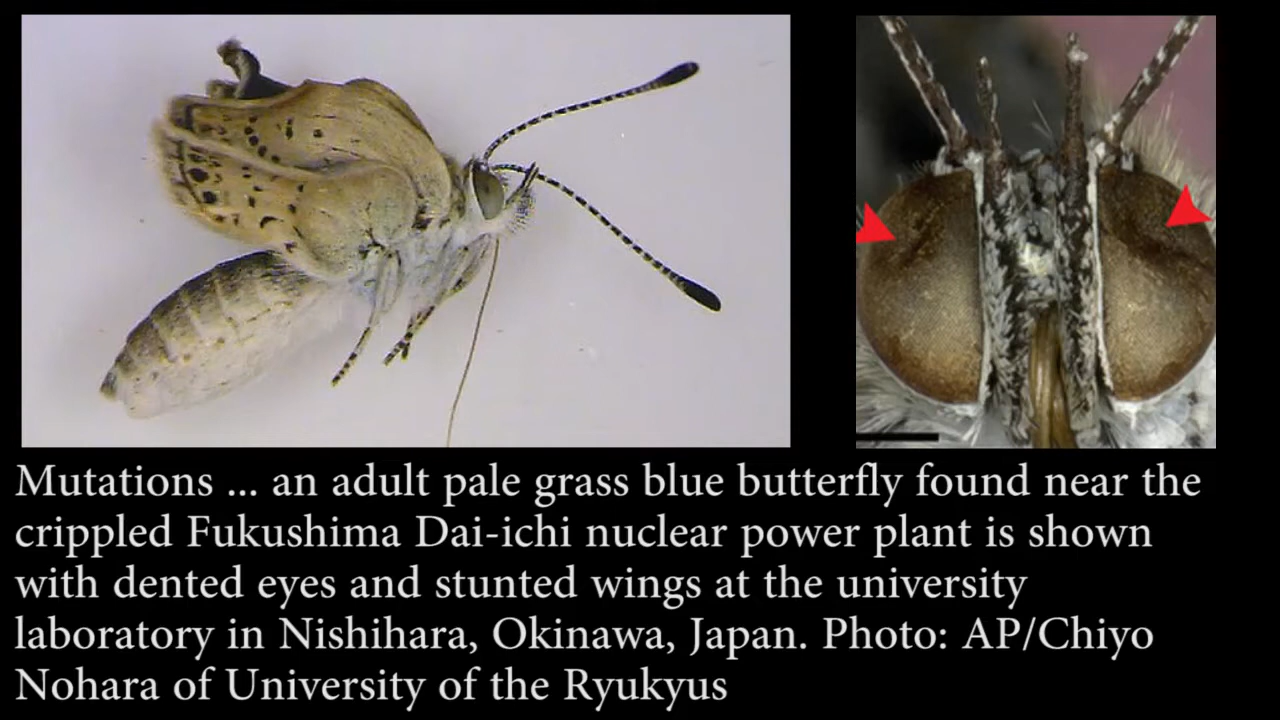 Mutations ... an adult pale grass blue butterfly found near the
crippled Fukushima Dai-ichi nuclear power plant is shown
with dented eyes and stunted wings at the university
laboratory in Nishihara, Okinawa, Japan. Photo: AP/Chiyo
Nohara of University of the Ryukyus